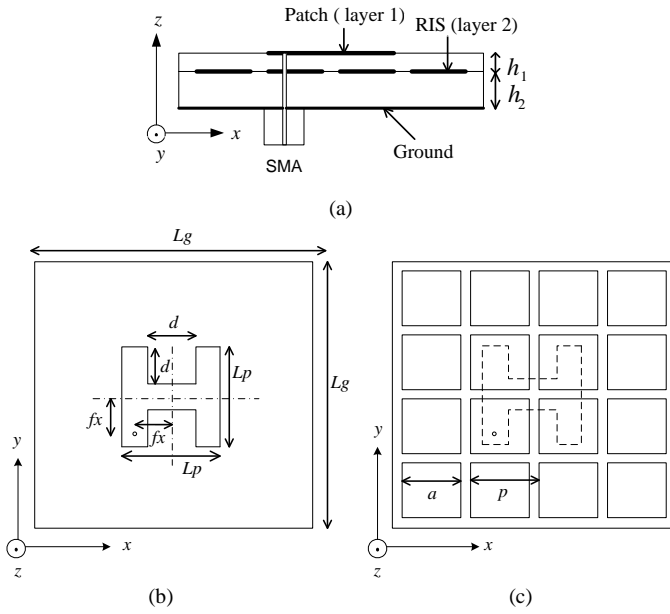 Patch ( layer 1)
z
RIS (layer 2)
h1
h2
x
y
Ground
SMA
(a)
Lg
d
d
Lp
Lg
fx
fx
Lp
y
y
a
p
x
z
x
z
(b)
(c)